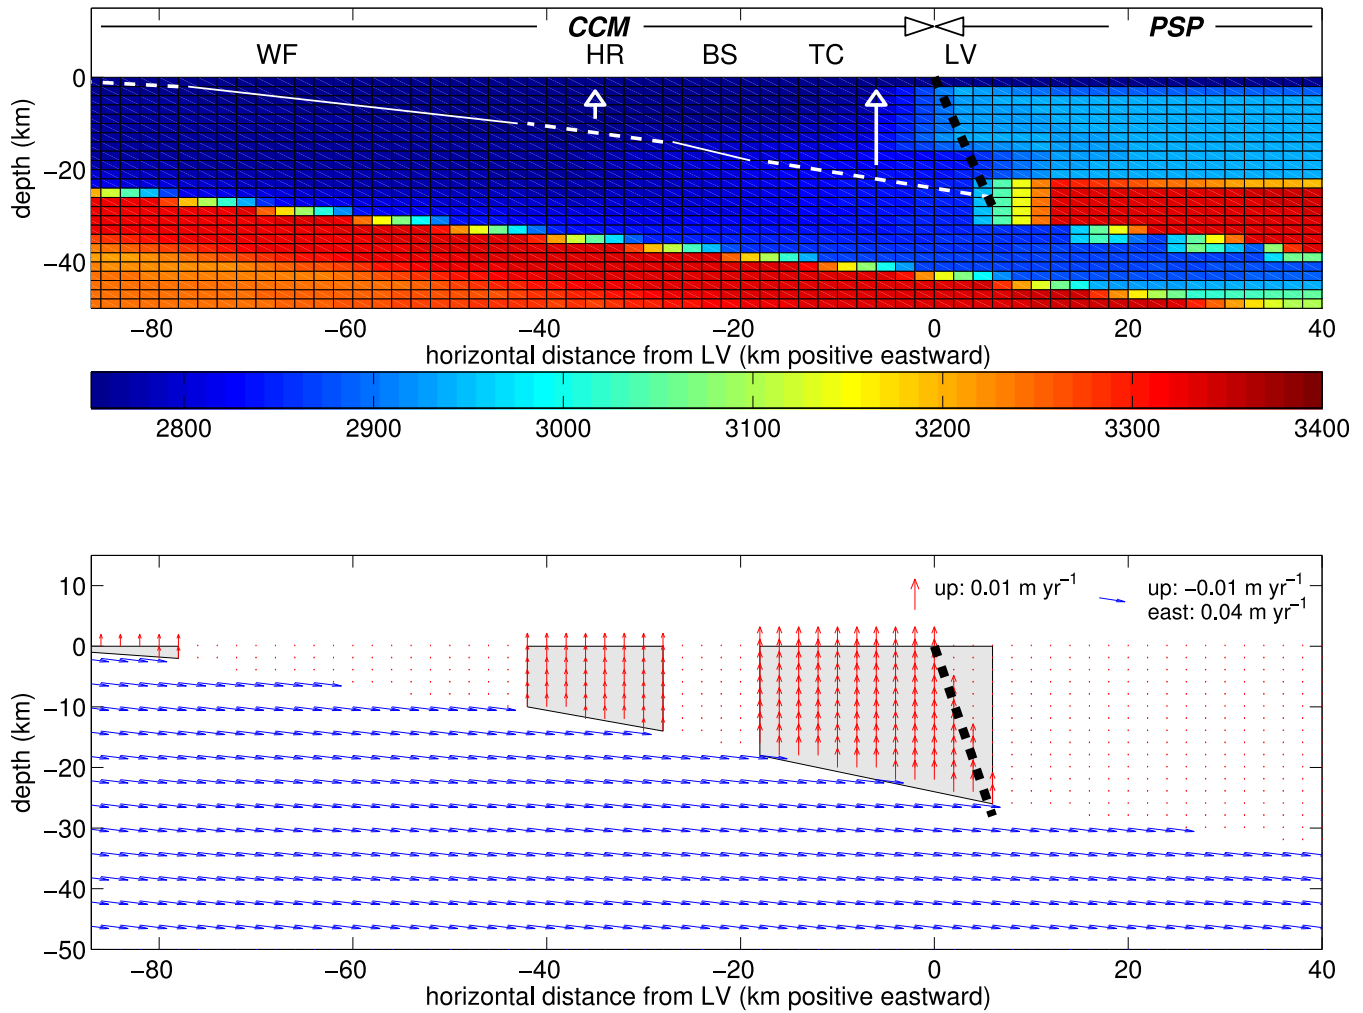 CCM PSP
WF HR BS TC LV
0
−20
−40
depth (km)
−80 −60 −40 −20 0 20 40
horizontal distance from LV (km positive eastward)
2800 2900 3000 3100 3200 3300 3400
up: 0.01 m yr⁻¹
up: −0.01 m yr⁻¹
east: 0.04 m yr⁻¹
10
0
−10
−20
−30
−40
−50
depth (km)
−80 −60 −40 −20 0 20 40
horizontal distance from LV (km positive eastward)